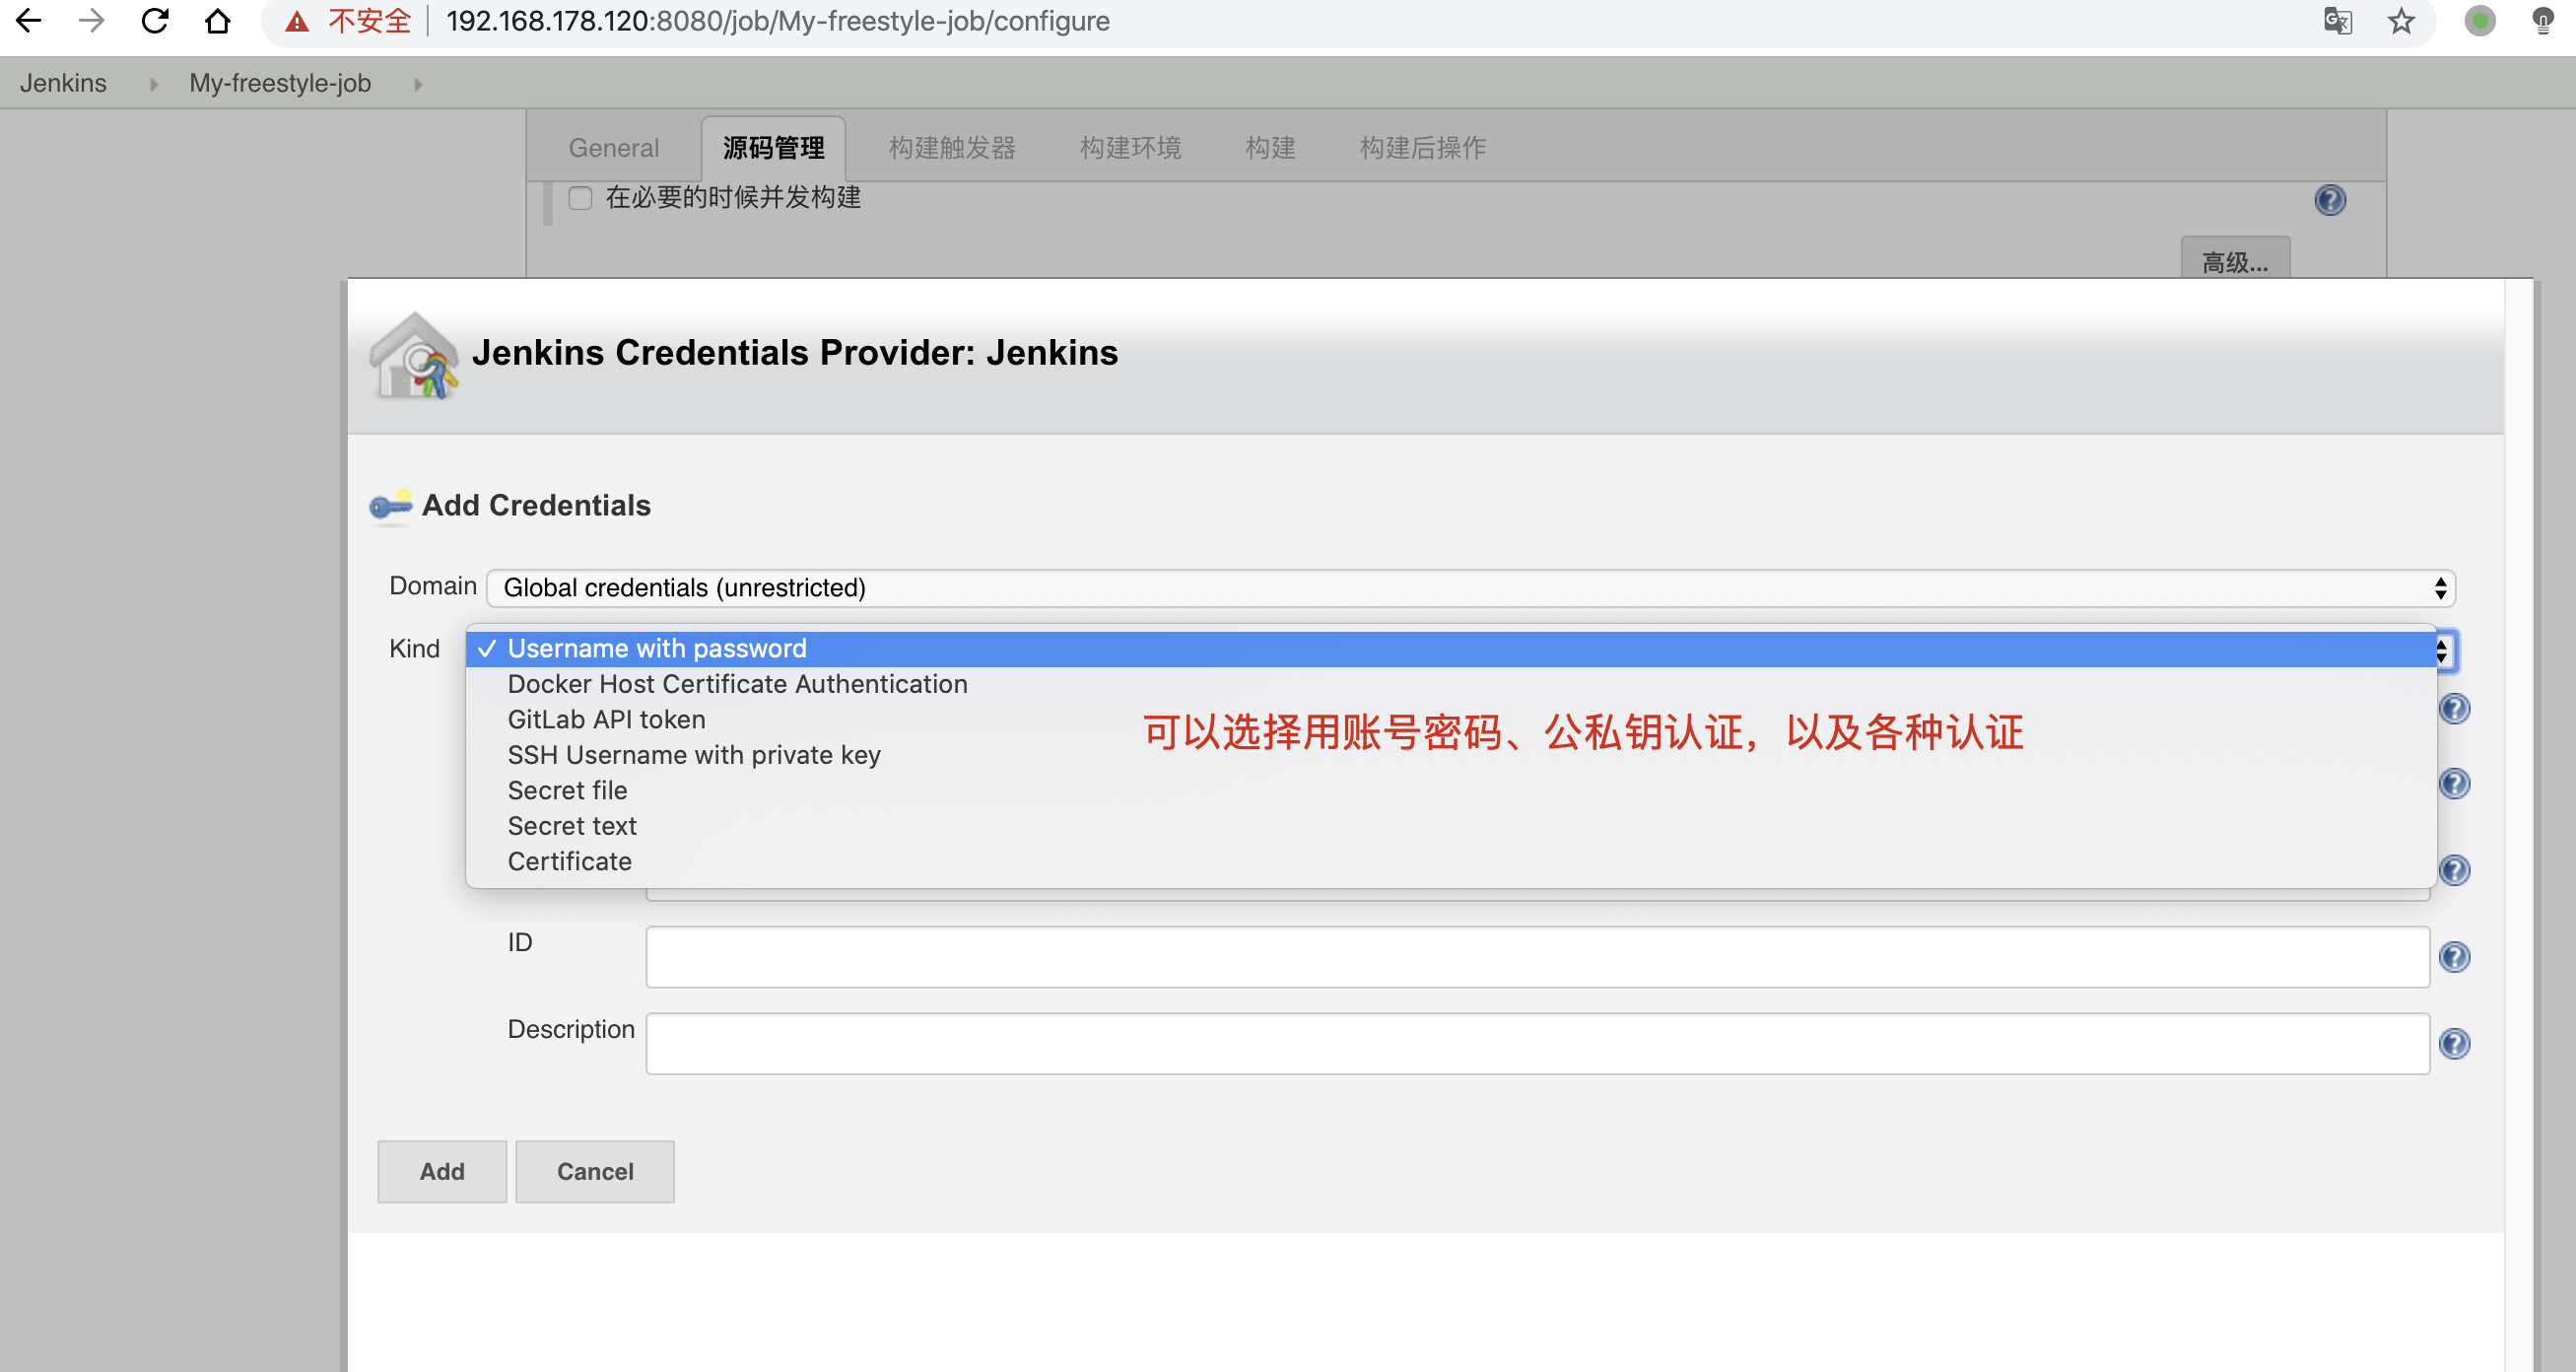 不安全 192.168.178.120:8080/job/My-freestyle-job/configure
Jenkins My-freestyle-job
General 源码管理 构建触发器 构建环境 构建 构建后操作
在必要的时候并发构建
高级...
Jenkins Credentials Provider: Jenkins
Add Credentials
Domain Global credentials (unrestricted)
Kind ✓ Username with password
Docker Host Certificate Authentication
GitLab API token
可以选择用账号密码、公私钥认证，以及各种认证
SSH Username with private key
Secret file
Secret text
Certificate
ID
Description
Add Cancel